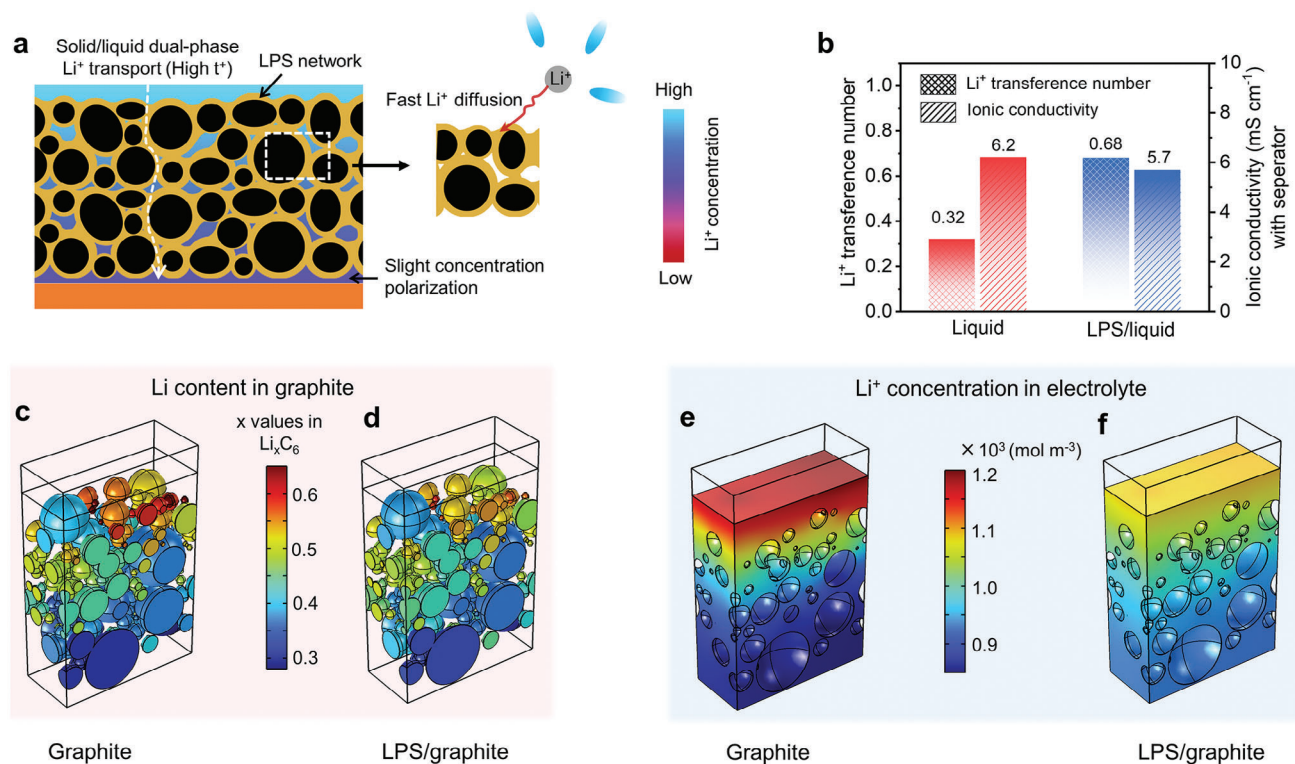 a
Solid/liquid dual-phase
Li⁺ transport (High t⁺)
LPS network
Fast Li⁺ diffusion
Li⁺
High
Li⁺ concentration
Low
Slight concentration
polarization
b
Li⁺ transference number
1.0
0.8
0.6
0.4
0.2
0.0
Li⁺ transference number
Ionic conductivity
0.32
6.2
0.68
5.7
Liquid
LPS/liquid
10
8
6
4
2
0
Ionic conductivity (mS cm⁻¹)
with seperator
Li content in graphite
c
x values in
LiₓC₆
0.6
0.5
0.4
0.3
d
Graphite
LPS/graphite
Li⁺ concentration in electrolyte
e
× 10³ (mol m⁻³)
1.2
1.1
1.0
0.9
f
Graphite
LPS/graphite